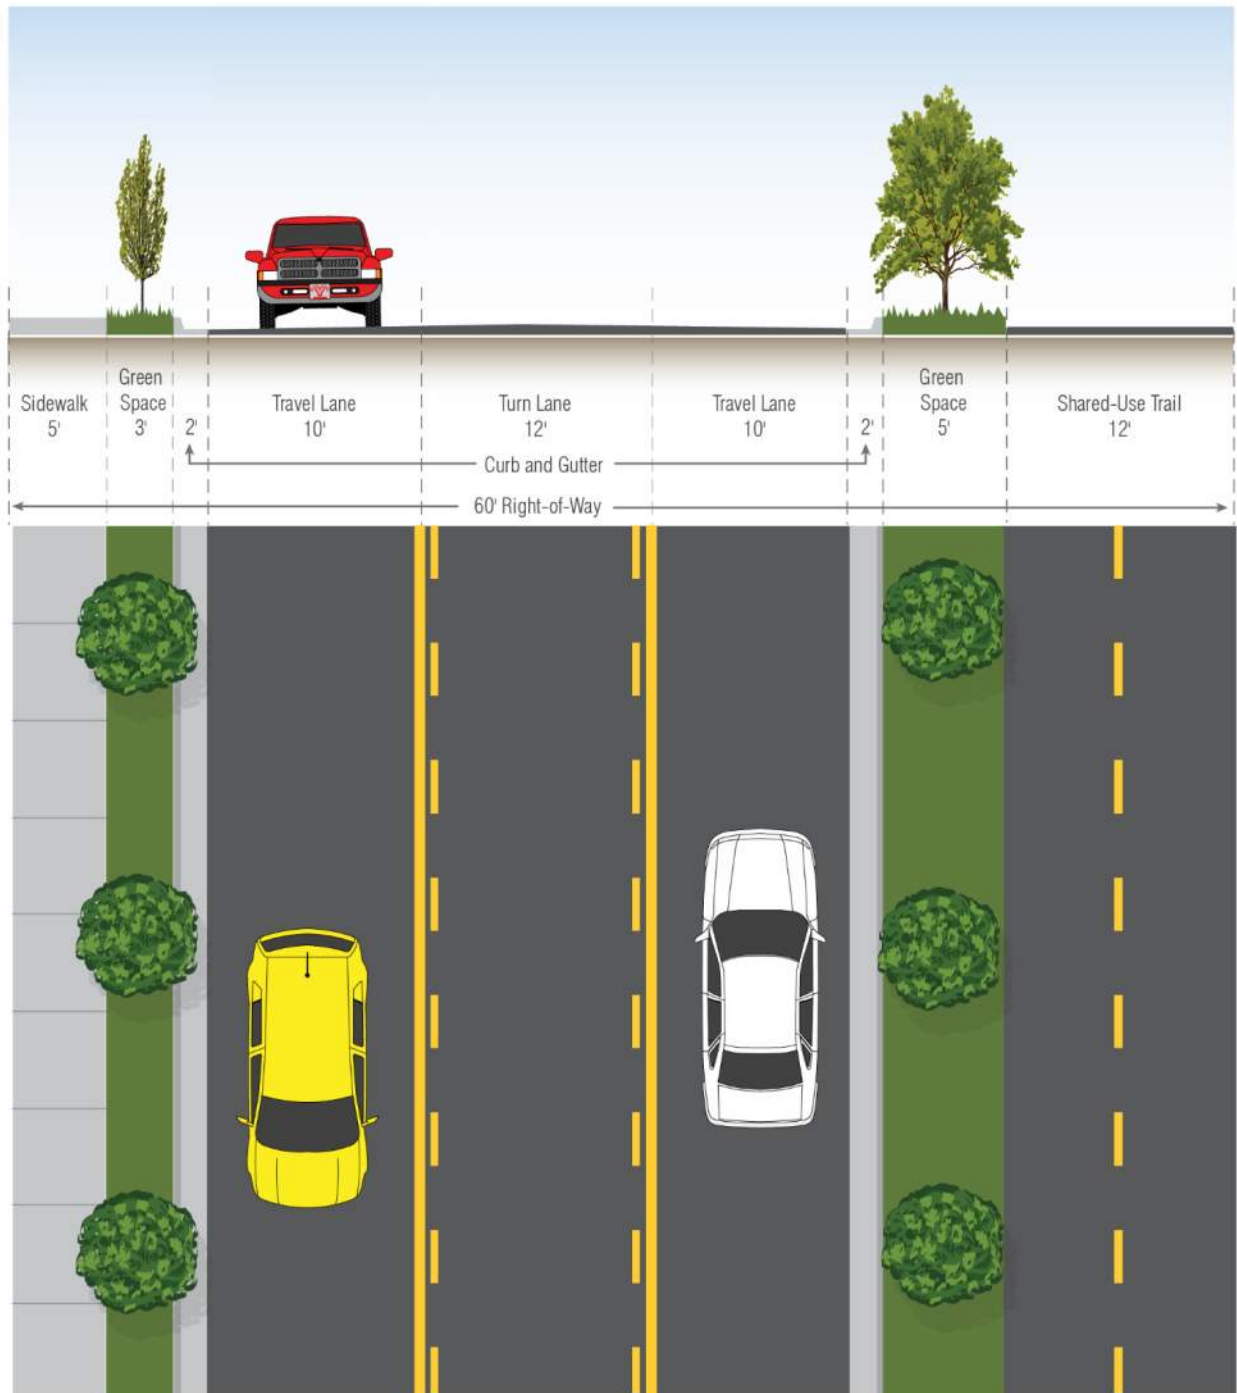 Sidewalk
5'
Green
Space
3'
2'
Travel Lane
10'
Turn Lane
12'
Travel Lane
10'
2'
Green
Space
5'
Shared-Use Trail
12'
Curb and Gutter
60' Right-of-Way